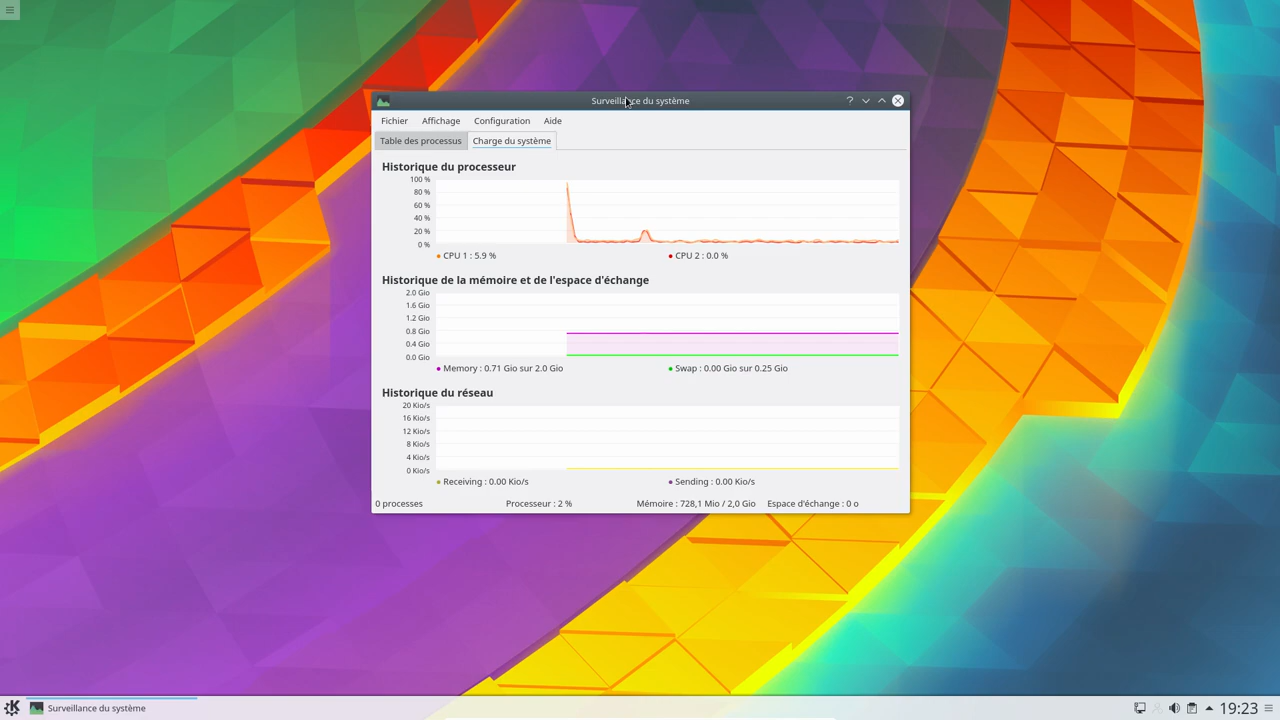 Surveillance du système
?
Fichier Affichage Configuration Aide
Table des processus Charge du système
Historique du processeur
100 %
80 %
60 %
40 %
20 %
0 %
CPU 1 : 5.9 % CPU 2 : 0.0 %
Historique de la mémoire et de l'espace d'échange
2.0 Gio
1.6 Gio
1.2 Gio
0.8 Gio
0.4 Gio
0.0 Gio
Memory : 0.71 Gio sur 2.0 Gio Swap : 0.00 Gio sur 0.25 Gio
Historique du réseau
20 Kio/s
16 Kio/s
12 Kio/s
8 Kio/s
4 Kio/s
0 Kio/s
Receiving : 0.00 Kio/s Sending : 0.00 Kio/s
0 processes Processeur : 2 % Mémoire : 728,1 Mio / 2,0 Gio Espace d'échange : 0 o
Surveillance du système 19:23